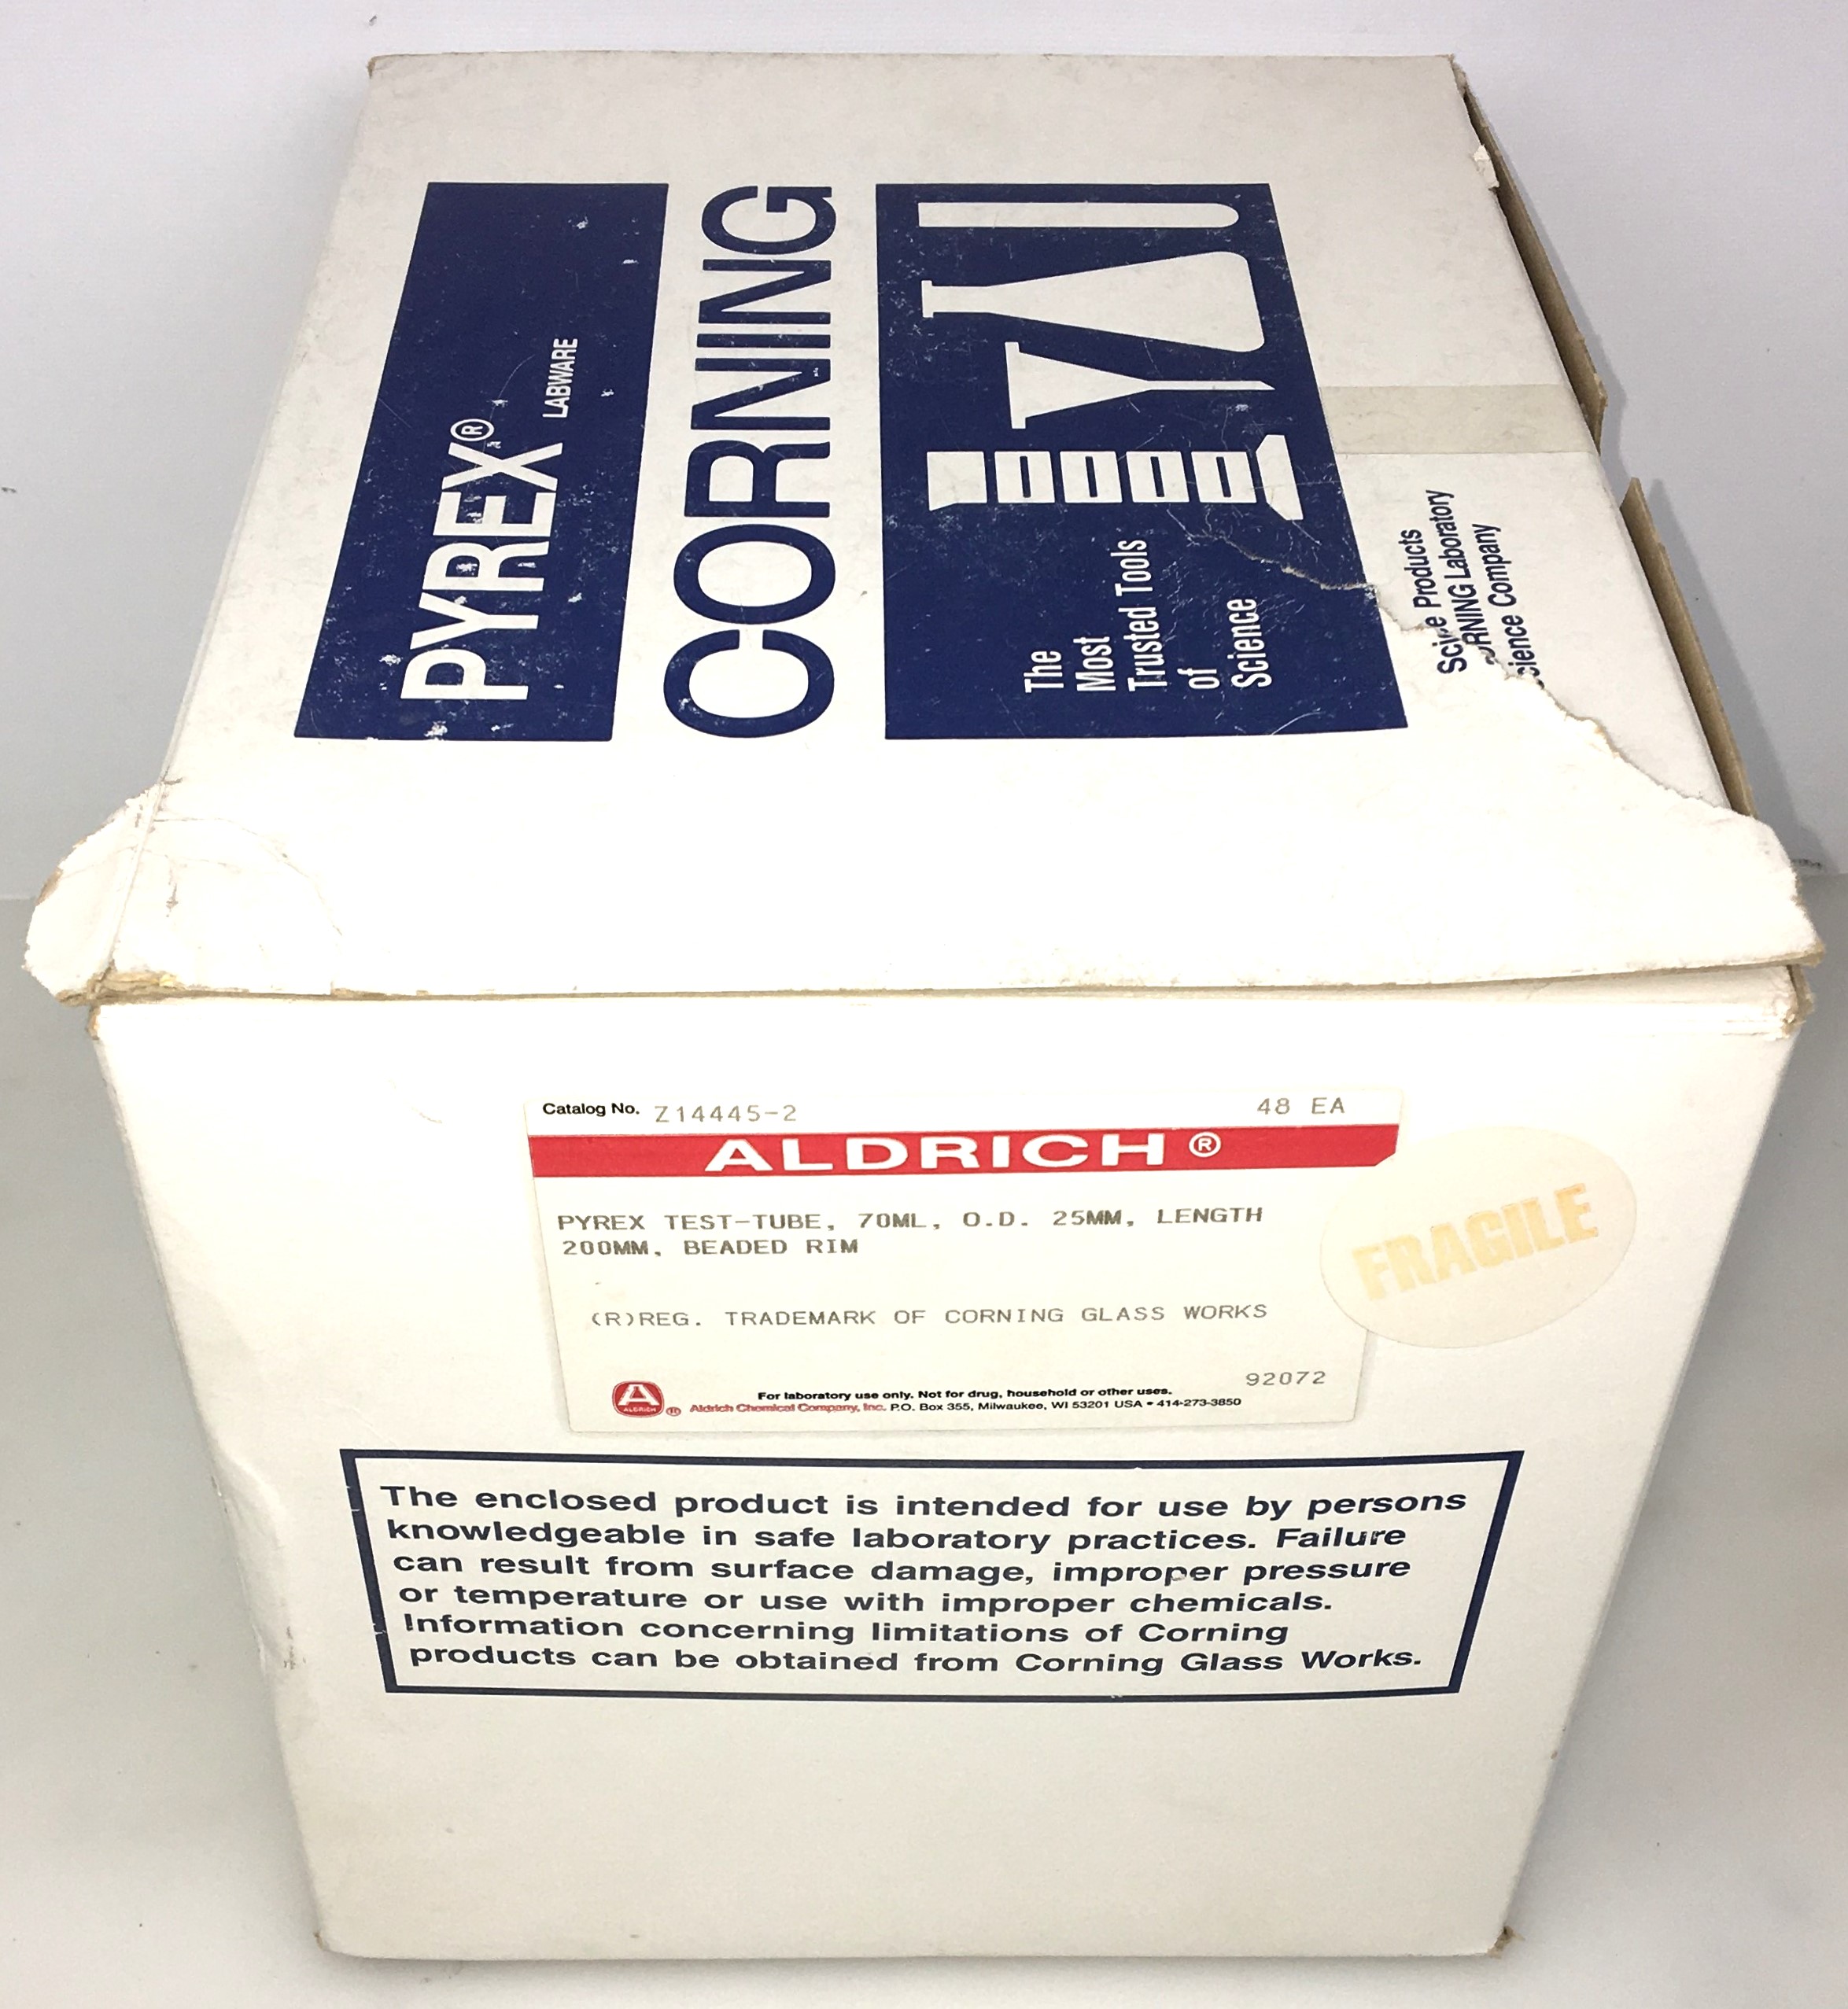 PYREX® LABWARE
CORNING
The
Most
Trusted Tools
of
Science
Products
Laboratory
Company
Catalog No. Z14445-2 48 EA
ALDRICH®
PYREX TEST-TUBE, 70ML, O.D. 25MM, LENGTH
200MM, BEADED RIM
(R)REG. TRADEMARK OF CORNING GLASS WORKS
92072
ALDRICH ®
For laboratory use only. Not for drug, household or other uses.
Aldrich Chemical Company, Inc. P.O. Box 355, Milwaukee, WI 53201 USA • 414-273-3850
FRAGILE
The enclosed product is intended for use by persons
knowledgeable in safe laboratory practices. Failure
can result from surface damage, improper pressure
or temperature or use with improper chemicals.
Information concerning limitations of Corning
products can be obtained from Corning Glass Works.